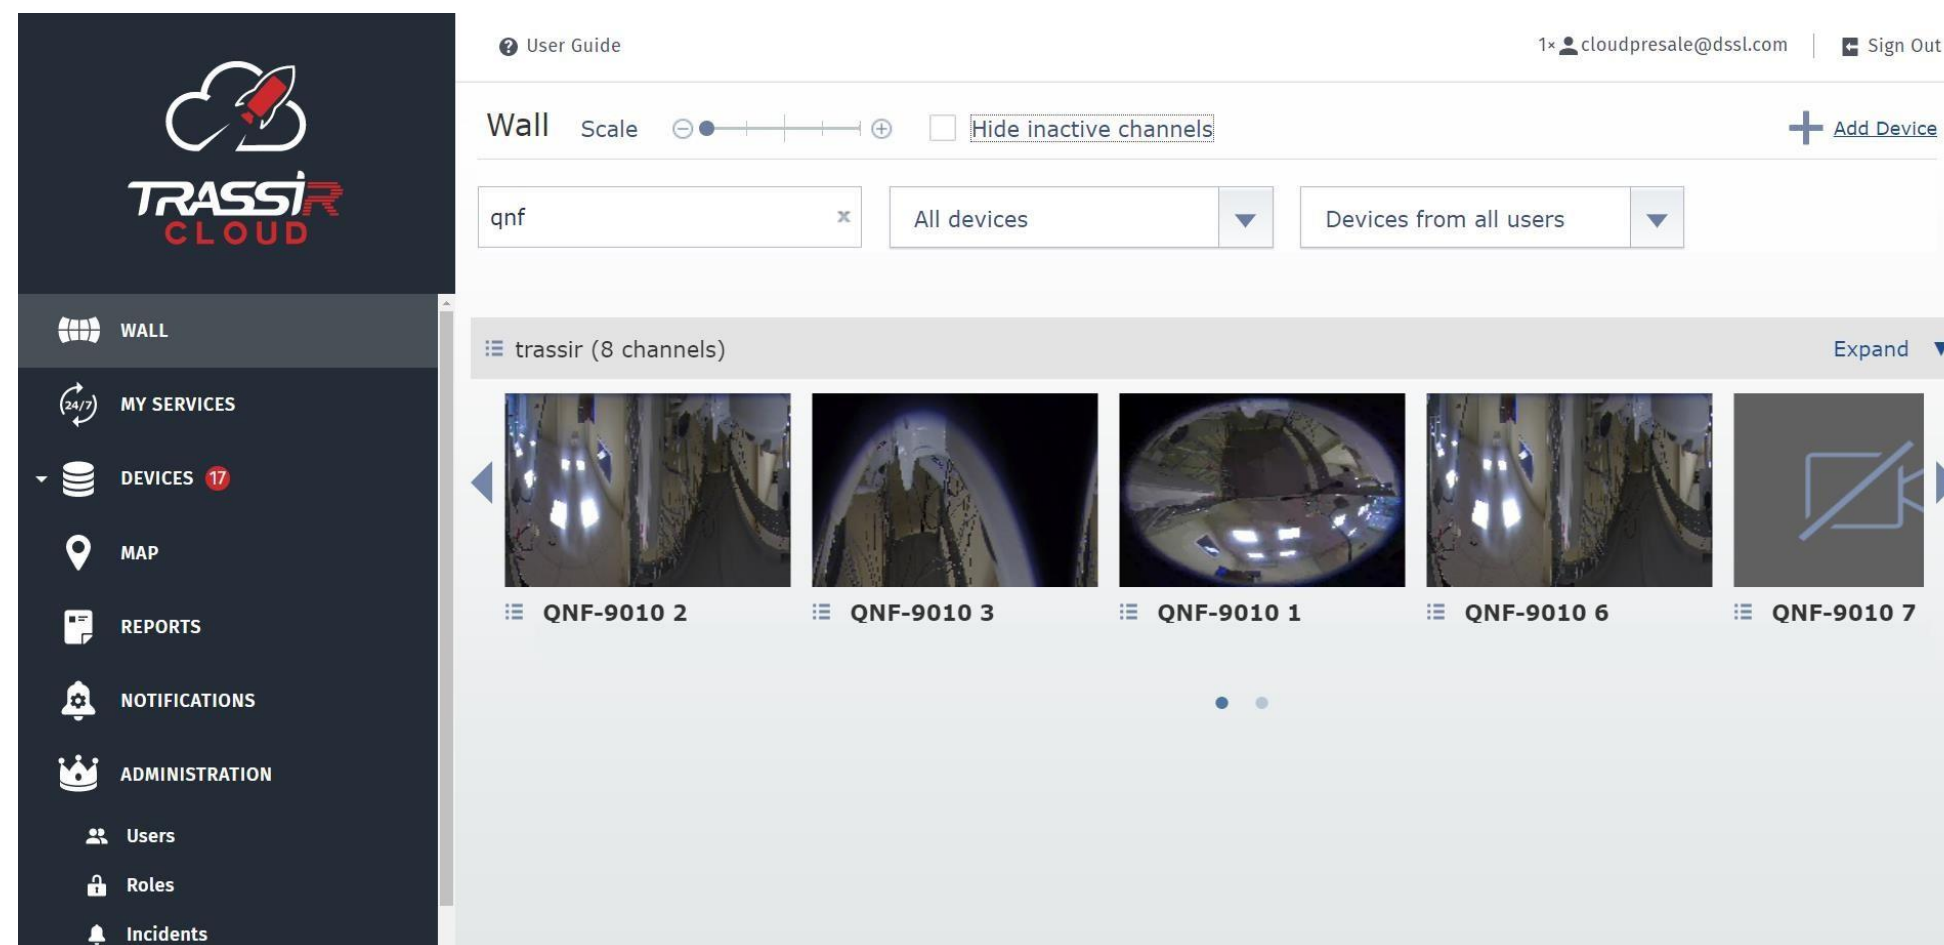 User Guide
1× cloudpresale@dssl.com
Sign Out
TRASSIR
CLOUD
Wall
Scale
Hide inactive channels
Add Device
qnf
All devices
Devices from all users
trassir (8 channels)
Expand
WALL
24/7 MY SERVICES
DEVICES 17
MAP
REPORTS
NOTIFICATIONS
ADMINISTRATION
Users
Roles
Incidents
QNF-9010 2
QNF-9010 3
QNF-9010 1
QNF-9010 6
QNF-9010 7